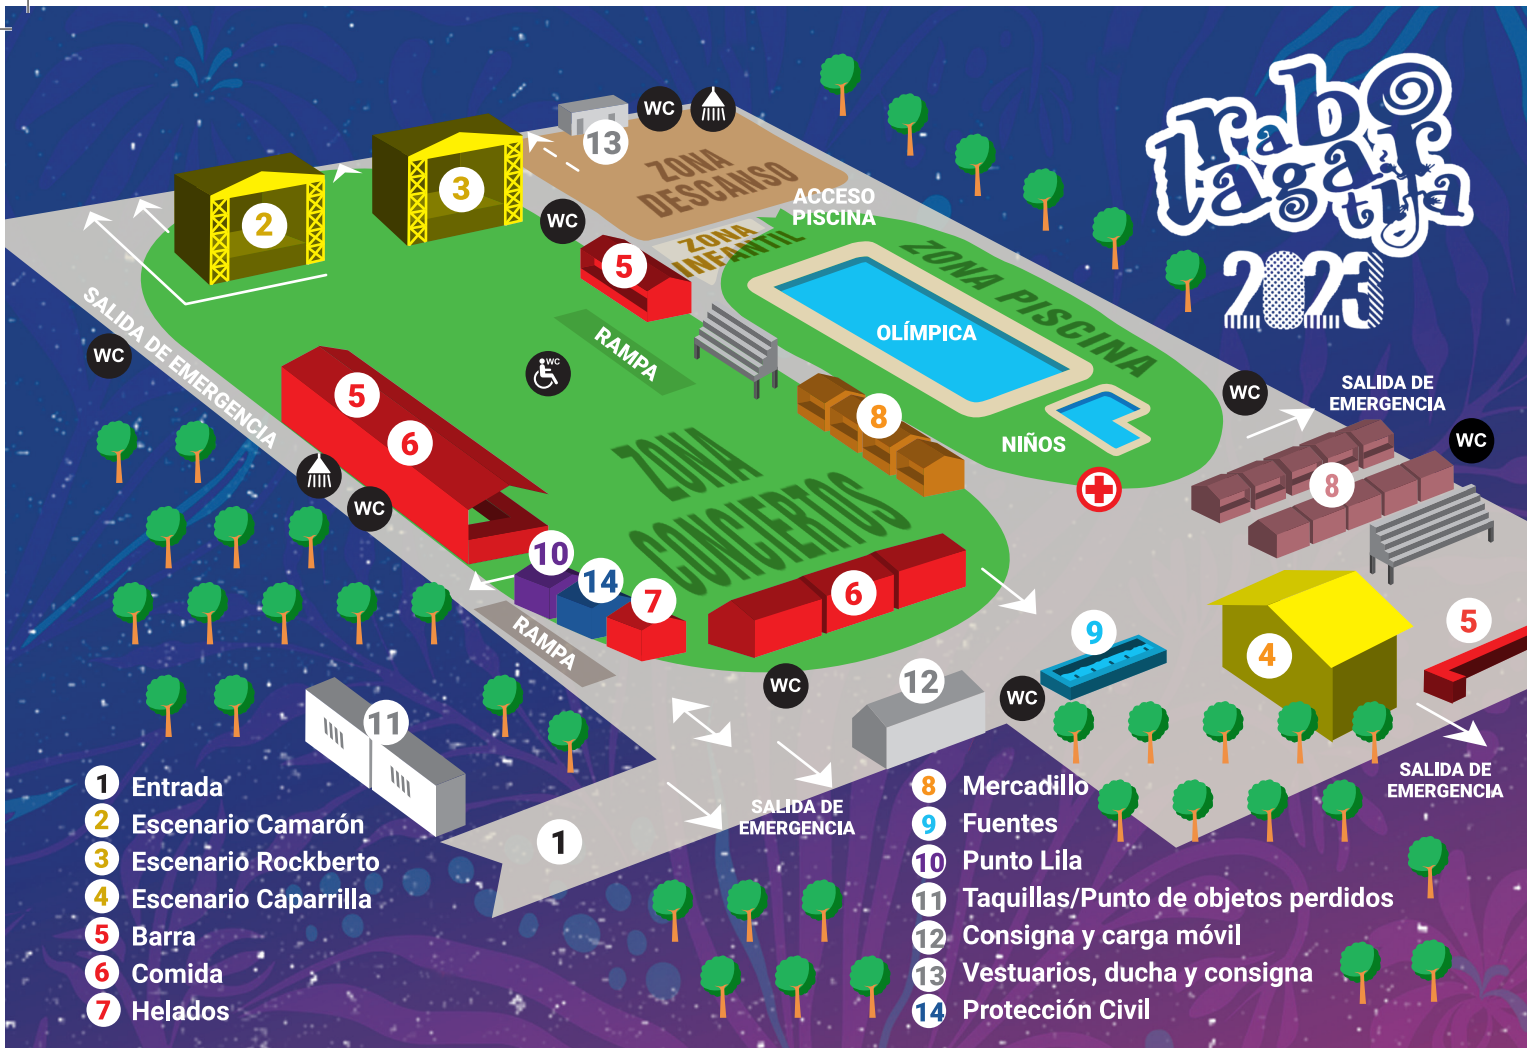 rabo
lagar
tija
2023
WC
13
ZONA
DESCANSO
ACCESO
PISCINA
3
2
WC
ZONA
INFANTIL
5
ZONA PISCINA
OLÍMPICA
RAMPA
SALIDA DE EMERGENCIA
WC
WC
5
6
8
NIÑOS
WC
SALIDA DE
EMERGENCIA
WC
8
ZONA
CONCIERTOS
WC
10
14
7
6
RAMPA
9
4
5
WC
12
WC
11
SALIDA DE
EMERGENCIA
SALIDA DE
EMERGENCIA
1
1 Entrada
2 Escenario Camarón
3 Escenario Rockberto
4 Escenario Caparrilla
5 Barra
6 Comida
7 Helados
8 Mercadillo
9 Fuentes
10 Punto Lila
11 Taquillas/Punto de objetos perdidos
12 Consigna y carga móvil
13 Vestuarios, ducha y consigna
14 Protección Civil